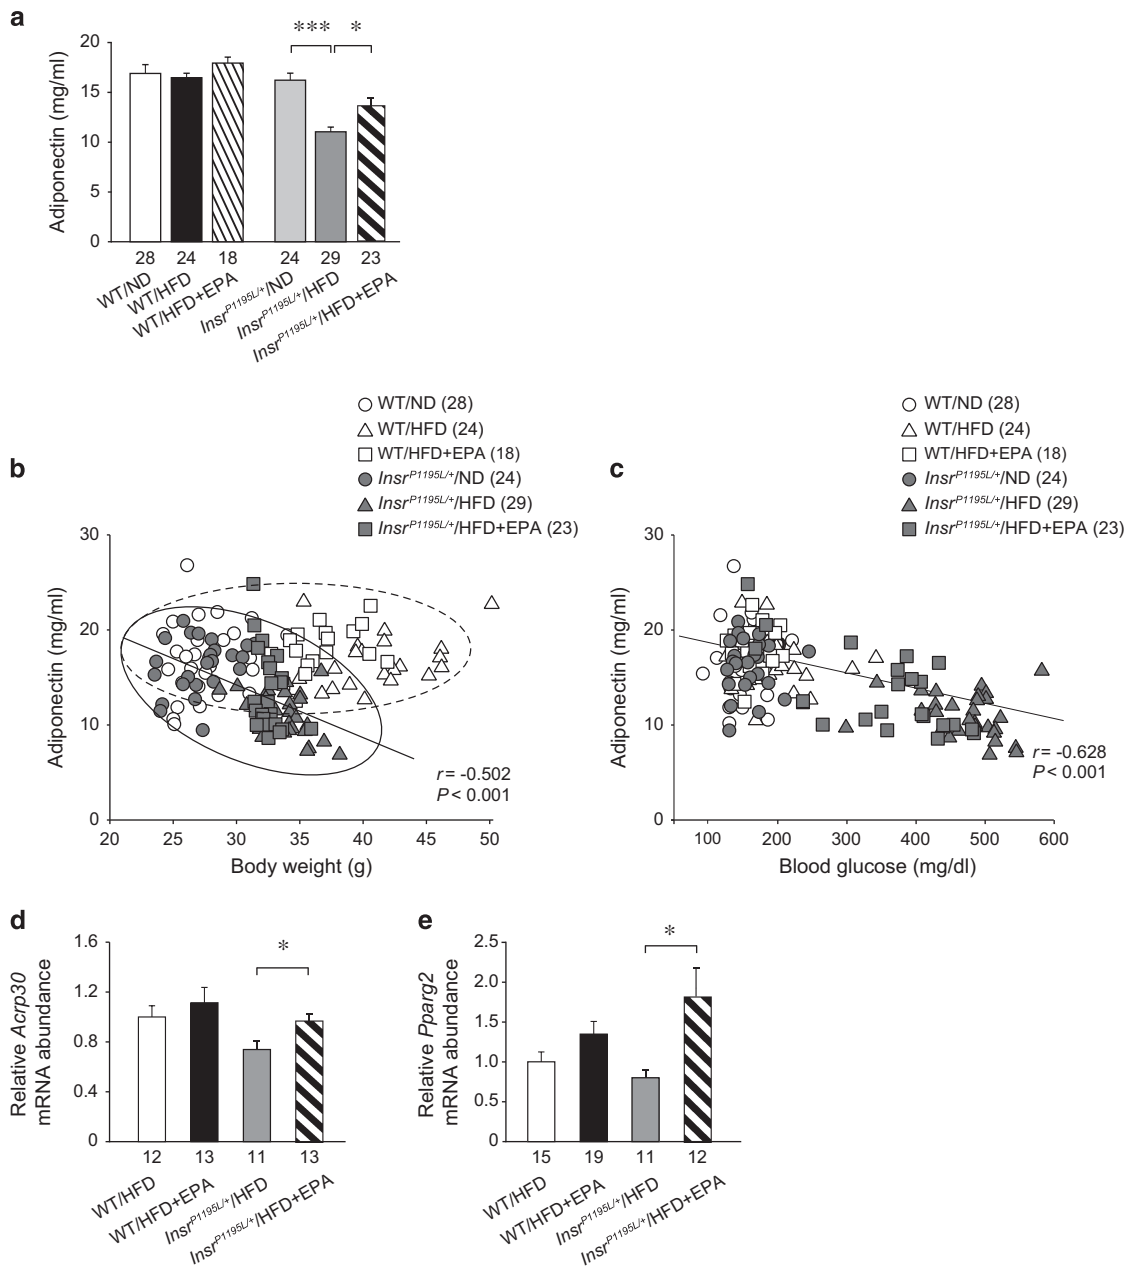 a
*** *
20
15
10
5
0
Adiponectin (mg/ml)
28 24 18 24 29 23
WT/ND
WT/HFD
WT/HFD+EPA
Insr^P1195L/+/ND
Insr^P1195L/+/HFD
Insr^P1195L/+/HFD+EPA
b
WT/ND (28)
WT/HFD (24)
WT/HFD+EPA (18)
Insr^P1195L/+/ND (24)
Insr^P1195L/+/HFD (29)
Insr^P1195L/+/HFD+EPA (23)
30
20
10
0
Adiponectin (mg/ml)
r = -0.502
P < 0.001
20 25 30 35 40 45 50
Body weight (g)
c
WT/ND (28)
WT/HFD (24)
WT/HFD+EPA (18)
Insr^P1195L/+/ND (24)
Insr^P1195L/+/HFD (29)
Insr^P1195L/+/HFD+EPA (23)
30
20
10
0
Adiponectin (mg/ml)
r = -0.628
P < 0.001
100 200 300 400 500 600
Blood glucose (mg/dl)
d
*
1.6
1.2
0.8
0.4
0
Relative Acrp30
mRNA abundance
12 13 11 13
WT/HFD
WT/HFD+EPA
Insr^P1195L/+/HFD
Insr^P1195L/+/HFD+EPA
e
*
2.5
2.0
1.5
1.0
0.5
0
Relative Pparg2
mRNA abundance
15 19 11 12
WT/HFD
WT/HFD+EPA
Insr^P1195L/+/HFD
Insr^P1195L/+/HFD+EPA